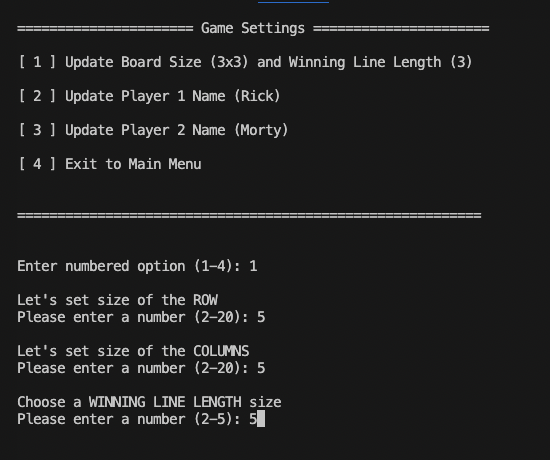 ====================== Game Settings ======================
[ 1 ] Update Board Size (3x3) and Winning Line Length (3)
[ 2 ] Update Player 1 Name (Rick)
[ 3 ] Update Player 2 Name (Morty)
[ 4 ] Exit to Main Menu
==========================================================
Enter numbered option (1-4): 1
Let's set size of the ROW
Please enter a number (2-20): 5
Let's set size of the COLUMNS
Please enter a number (2-20): 5
Choose a WINNING LINE LENGTH size
Please enter a number (2-5): 5